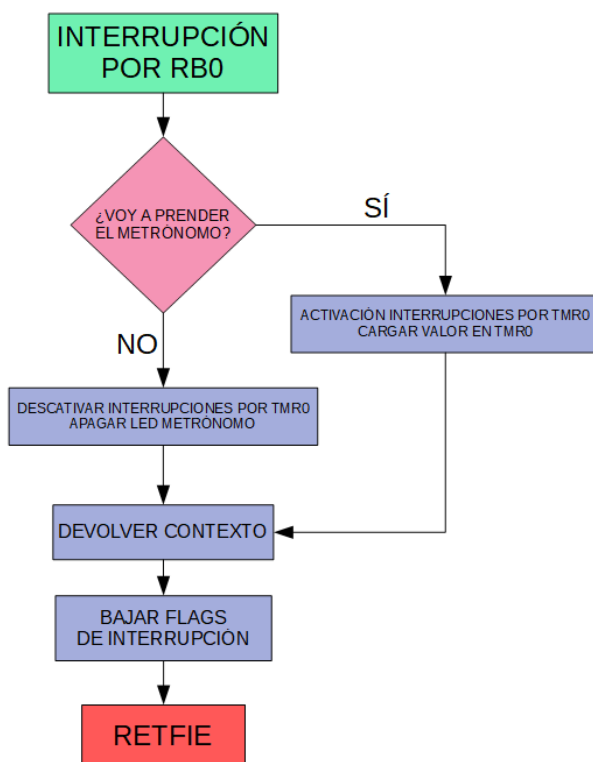 INTERRUPCIÓN
POR RB0
¿VOY A PRENDER
EL METRÓNOMO?
SÍ
ACTIVACIÓN INTERRUPCIONES POR TMR0
CARGAR VALOR EN TMR0
NO
DESCATIVAR INTERRUPCIONES POR TMR0
APAGAR LED METRÓNOMO
DEVOLVER CONTEXTO
BAJAR FLAGS
DE INTERRUPCIÓN
RETFIE